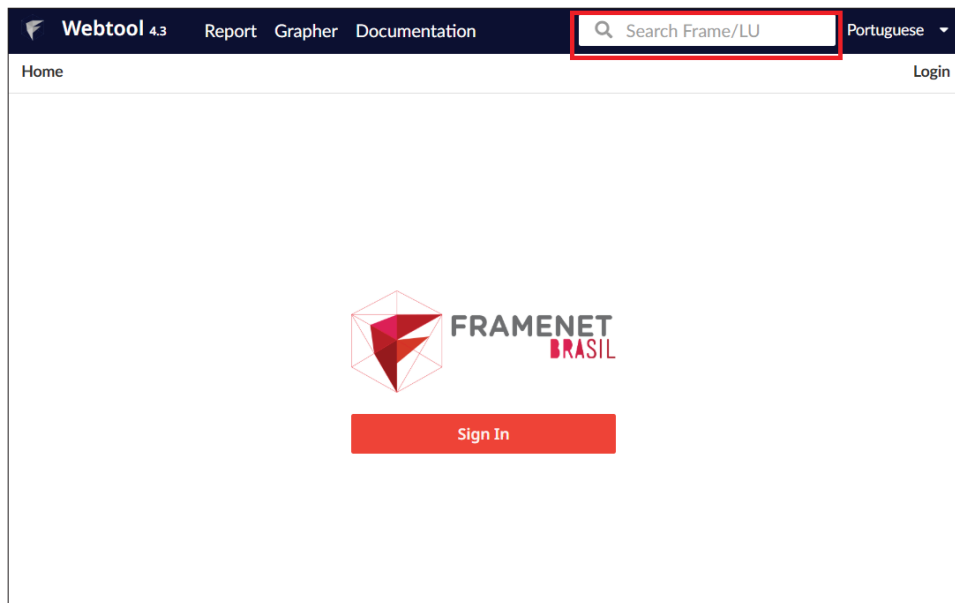 Webtool 4.3 Report Grapher Documentation Search Frame/LU Portuguese
Home Login
FRAMENET
BRASIL
Sign In